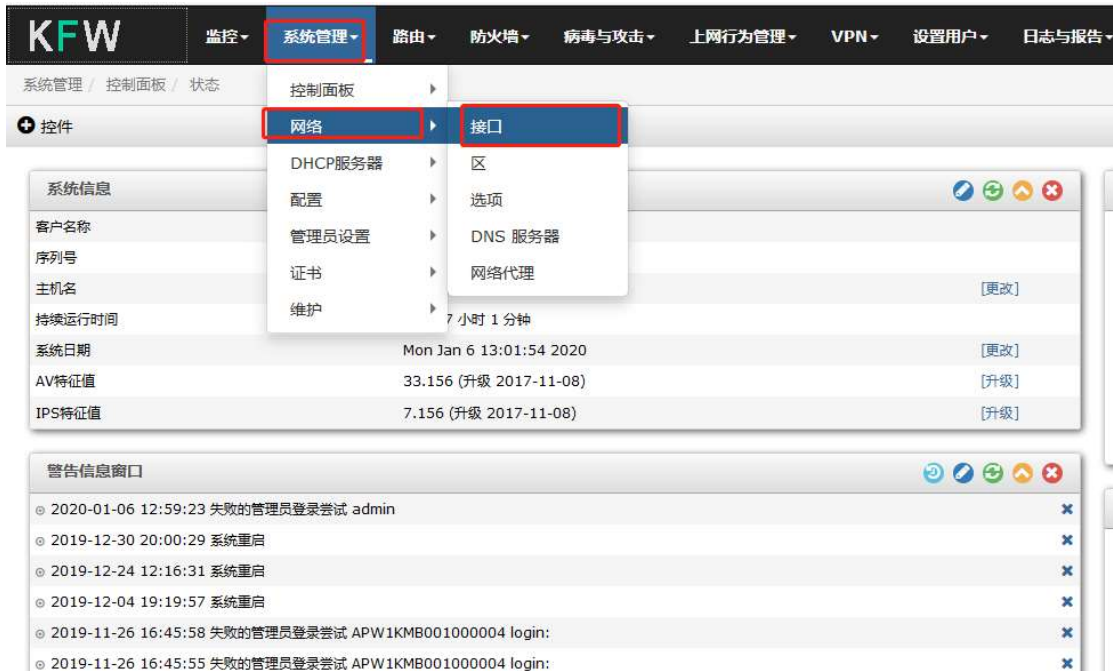 KFW 监控 系统管理 路由 防火墙 病毒与攻击 上网行为管理 VPN 设置用户 日志与报告
系统管理 / 控制面板 / 状态
控件
控制面板
网络
DHCP服务器
配置
管理员设置
证书
维护
接口
区
选项
DNS 服务器
网络代理
系统信息
客户名称
序列号
主机名 [更改]
持续运行时间 7 小时 1 分钟
系统日期 Mon Jan 6 13:01:54 2020 [更改]
AV特征值 33.156 (升级 2017-11-08) [升级]
IPS特征值 7.156 (升级 2017-11-08) [升级]
警告信息窗口
2020-01-06 12:59:23 失败的管理员登录尝试 admin
2019-12-30 20:00:29 系统重启
2019-12-24 12:16:31 系统重启
2019-12-04 19:19:57 系统重启
2019-11-26 16:45:58 失败的管理员登录尝试 APW1KMB001000004 login:
2019-11-26 16:45:55 失败的管理员登录尝试 APW1KMB001000004 login: